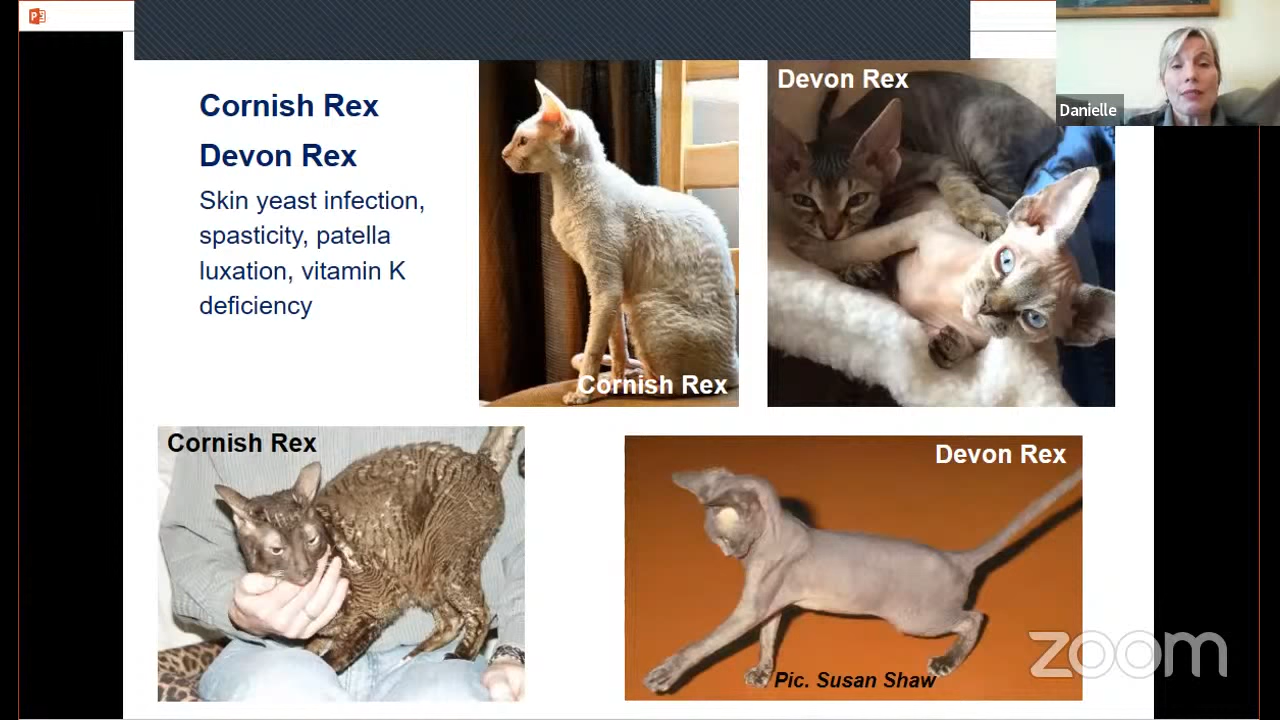 Cornish Rex
Devon Rex
Skin yeast infection,
spasticity, patella
luxation, vitamin K
deficiency
Cornish Rex
Devon Rex
Danielle
Cornish Rex
Devon Rex
Pic. Susan Shaw
zoom